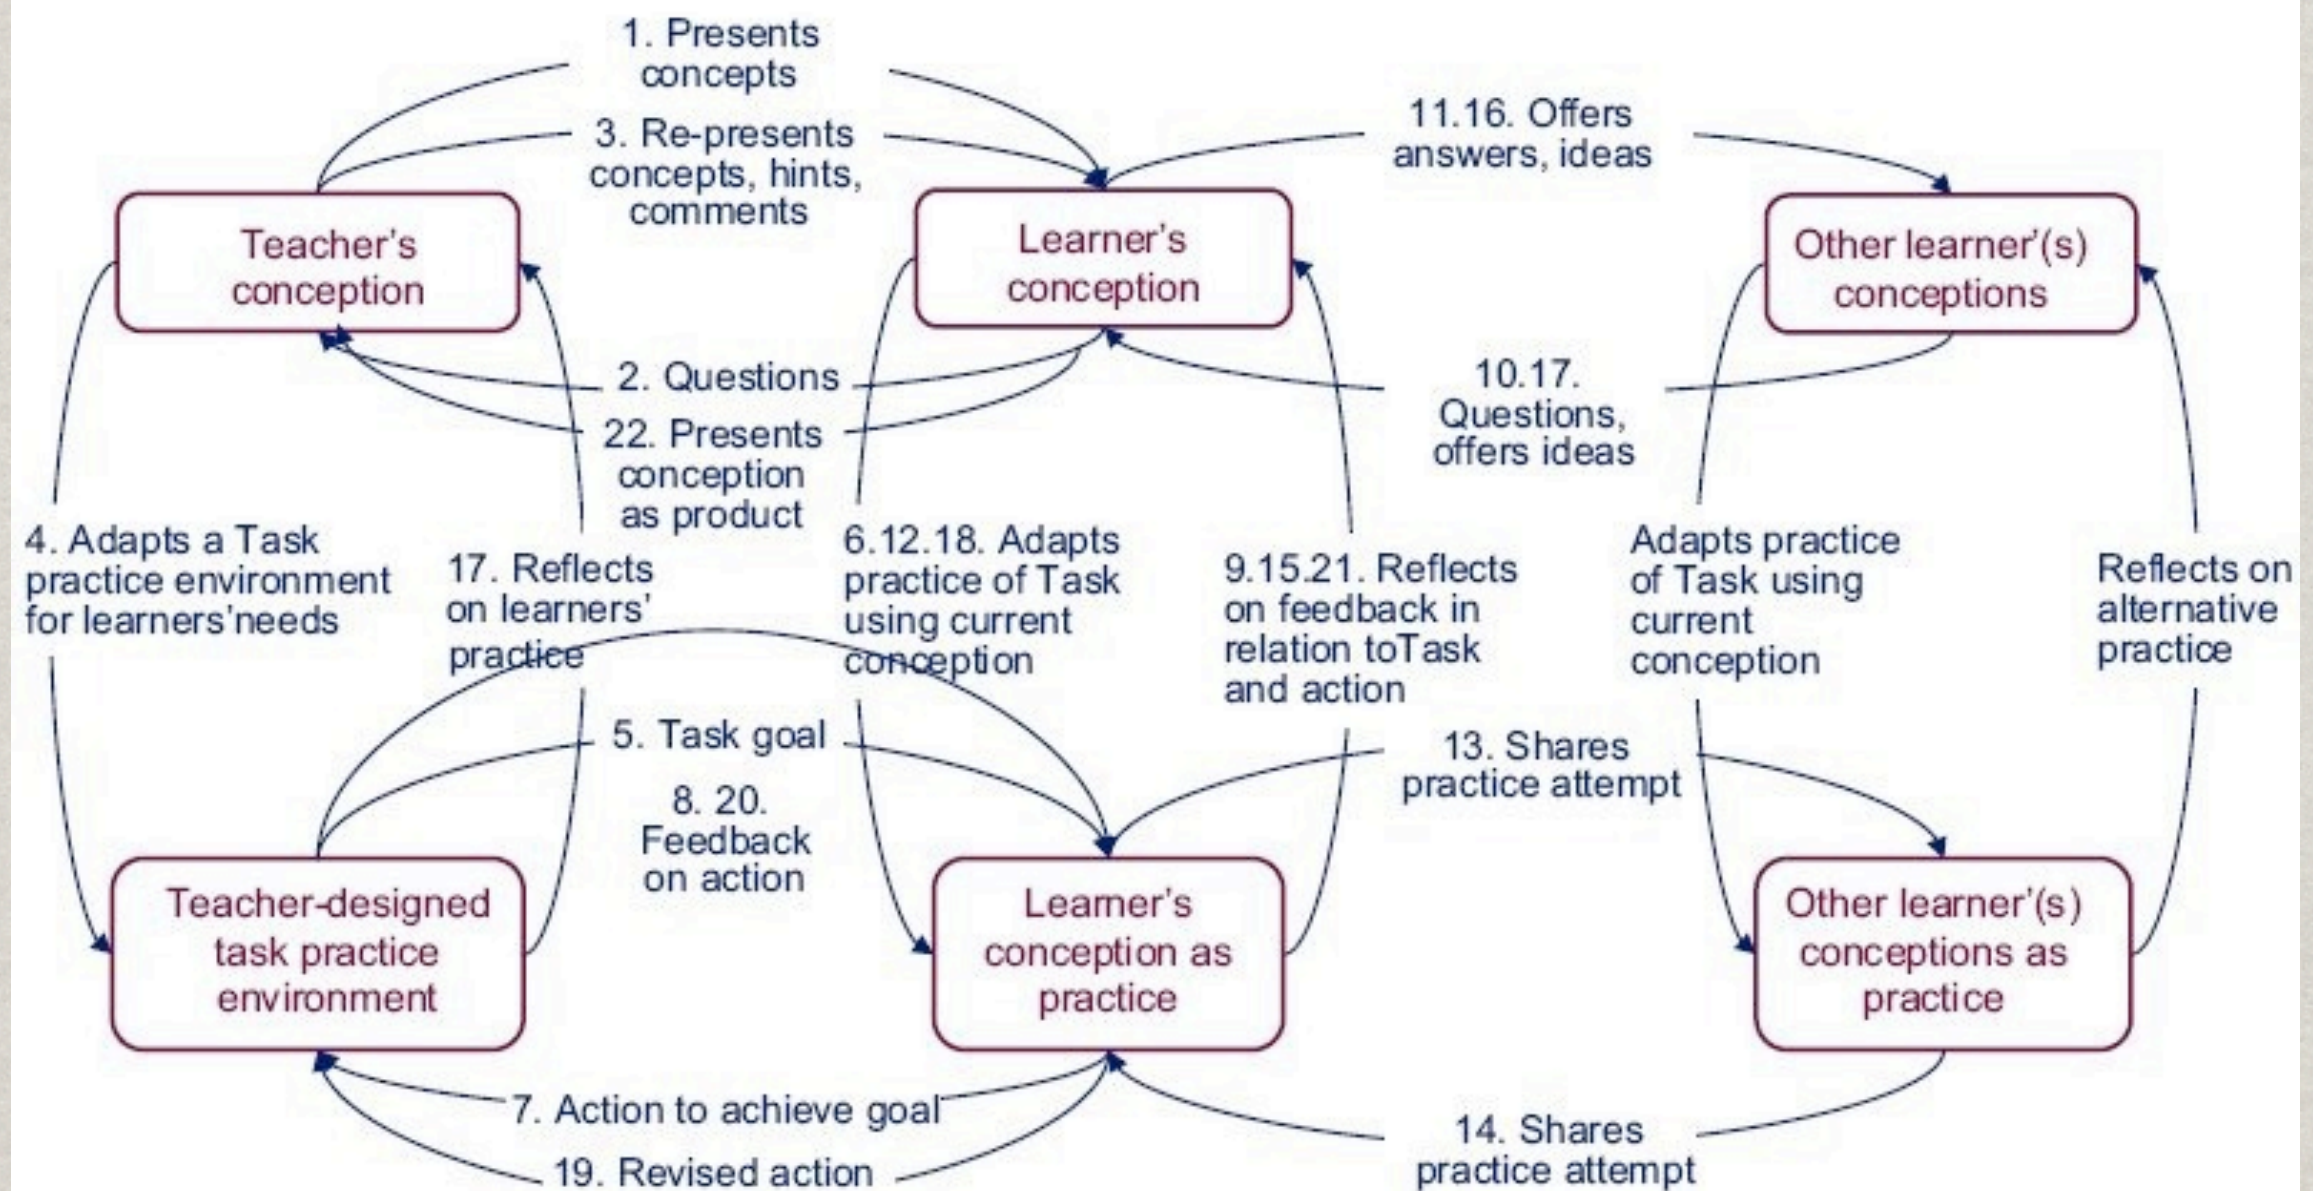 1. Presents
concepts
3. Re-presents
concepts, hints,
comments
11.16. Offers
answers, ideas
Teacher's
conception
Learner's
conception
Other learner'(s)
conceptions
2. Questions
22. Presents
conception
as product
10.17.
Questions,
offers ideas
4. Adapts a Task
practice environment
for learners'needs
17. Reflects
on learners'
practice
6.12.18. Adapts
practice of Task
using current
conception
9.15.21. Reflects
on feedback in
relation toTask
and action
Adapts practice
of Task using
current
conception
Reflects on
alternative
practice
5. Task goal
8. 20.
Feedback
on action
13. Shares
practice attempt
Teacher-designed
task practice
environment
Learner's
conception as
practice
Other learner'(s)
conceptions as
practice
7. Action to achieve goal
19. Revised action
14. Shares
practice attempt